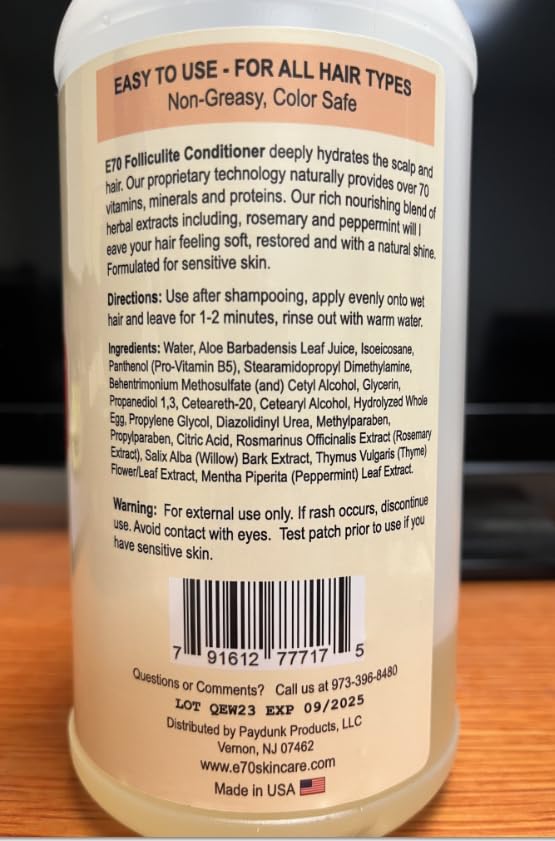 EASY TO USE - FOR ALL HAIR TYPES
Non-Greasy, Color Safe
E70 Folliculite Conditioner deeply hydrates the scalp and
hair. Our proprietary technology naturally provides over 70
vitamins, minerals and proteins. Our rich nourishing blend of
herbal extracts including, rosemary and peppermint will l
eave your hair feeling soft, restored and with a natural shine.
Formulated for sensitive skin.
Directions: Use after shampooing, apply evenly onto wet
hair and leave for 1-2 minutes, rinse out with warm water.
Ingredients: Water, Aloe Barbadensis Leaf Juice, Isoeicosane,
Panthenol (Pro-Vitamin B5), Stearamidopropyl Dimethylamine,
Behentrimonium Methosulfate (and) Cetyl Alcohol, Glycerin,
Propanediol 1,3, Ceteareth-20, Cetearyl Alcohol, Hydrolyzed Whole
Egg, Propylene Glycol, Diazolidinyl Urea, Methylparaben,
Propylparaben, Citric Acid, Rosmarinus Officinalis Extract (Rosemary
Extract), Salix Alba (Willow) Bark Extract, Thymus Vulgaris (Thyme)
Flower/Leaf Extract, Mentha Piperita (Peppermint) Leaf Extract.
Warning: For external use only. If rash occurs, discontinue
use. Avoid contact with eyes. Test patch prior to use if you
have sensitive skin.
7 91612 77717 5
Questions or Comments? Call us at 973-396-8480
LOT QEW23 EXP 09/2025
Distributed by Paydunk Products, LLC
Vernon, NJ 07462
www.e70skincare.com
Made in USA